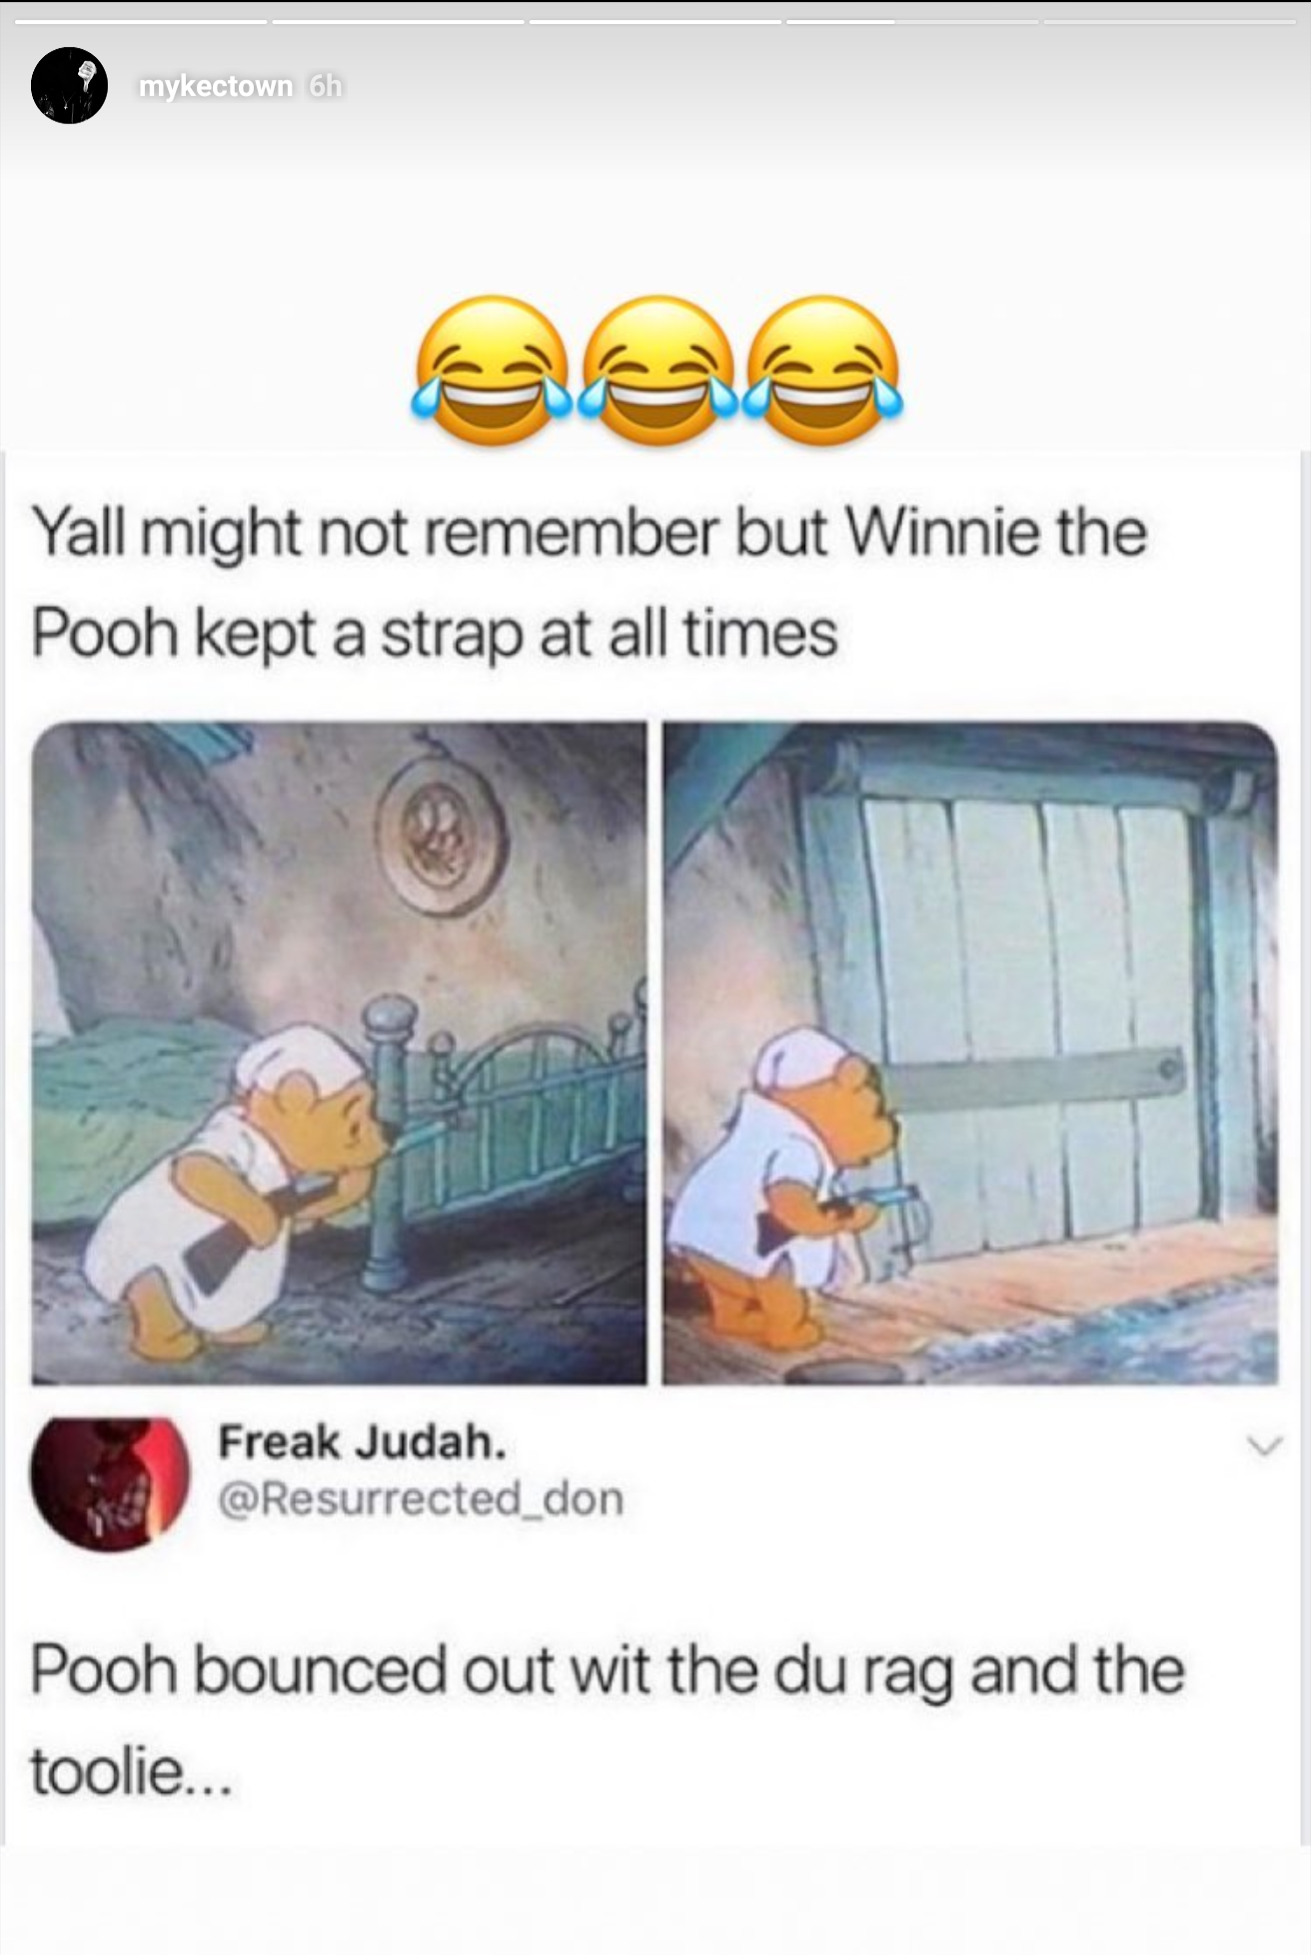 mykectown 6h
😂😂😂
Yall might not remember but Winnie the
Pooh kept a strap at all times
Freak Judah.
@Resurrected_don
Pooh bounced out wit the du rag and the
toolie...